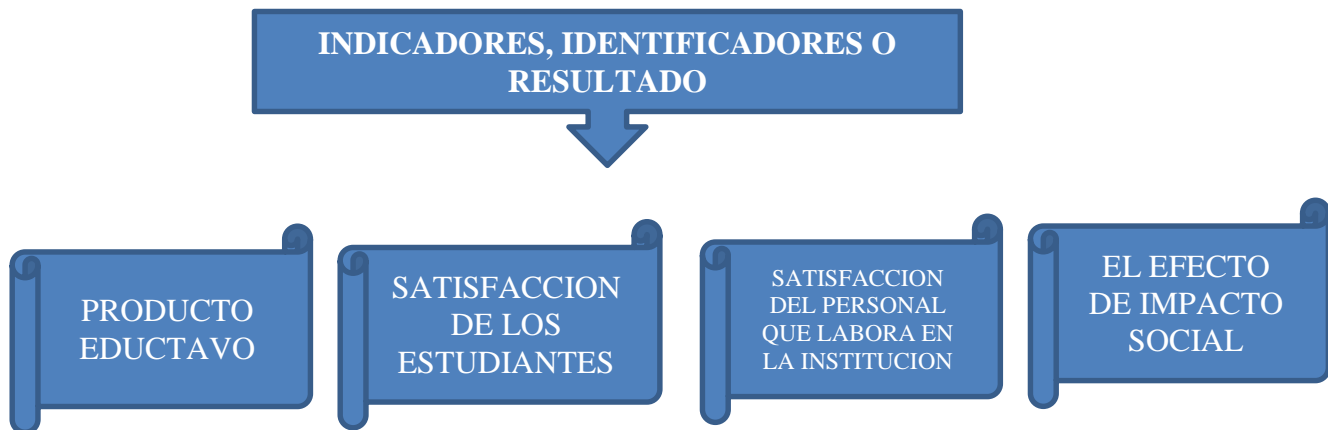 INDICADORES, IDENTIFICADORES O
RESULTADO
PRODUCTO
EDUCTAVO
SATISFACCION
DE LOS
ESTUDIANTES
SATISFACCION
DEL PERSONAL
QUE LABORA EN
LA INSTITUCION
EL EFECTO
DE IMPACTO
SOCIAL